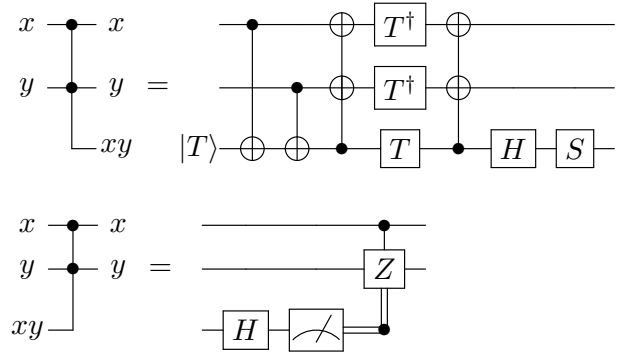 x x T†
y y = T†
xy |T⟩ T H S
x x
y y = Z
xy H